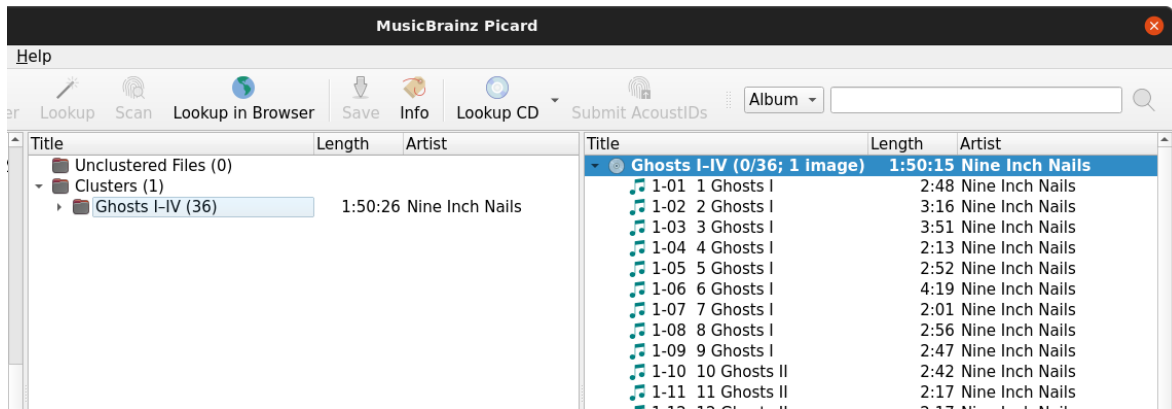 MusicBrainz Picard
Help
er Lookup Scan Lookup in Browser Save Info Lookup CD Submit AcoustIDs Album
Title Length Artist
Unclustered Files (0)
Clusters (1)
Ghosts I–IV (36) 1:50:26 Nine Inch Nails
Title Length Artist
Ghosts I–IV (0/36; 1 image) 1:50:15 Nine Inch Nails
1-01 1 Ghosts I 2:48 Nine Inch Nails
1-02 2 Ghosts I 3:16 Nine Inch Nails
1-03 3 Ghosts I 3:51 Nine Inch Nails
1-04 4 Ghosts I 2:13 Nine Inch Nails
1-05 5 Ghosts I 2:52 Nine Inch Nails
1-06 6 Ghosts I 4:19 Nine Inch Nails
1-07 7 Ghosts I 2:01 Nine Inch Nails
1-08 8 Ghosts I 2:56 Nine Inch Nails
1-09 9 Ghosts I 2:47 Nine Inch Nails
1-10 10 Ghosts II 2:42 Nine Inch Nails
1-11 11 Ghosts II 2:17 Nine Inch Nails